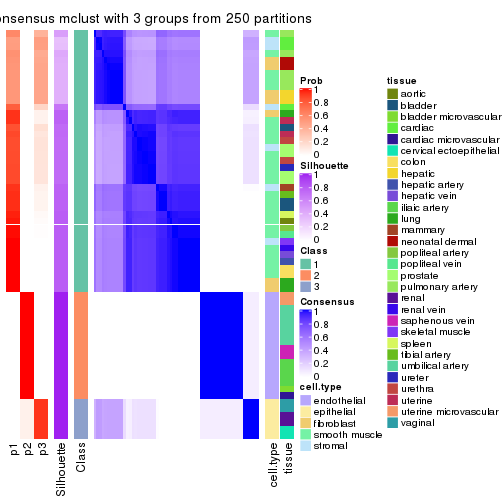 onsensus mclust with 3 groups from 250 partitions
Prob
1
0.8
0.6
0.4
0.2
0
Silhouette
1
0.8
0.6
0.4
0.2
0
Class
1
2
3
Consensus
1
0.8
0.6
0.4
0.2
0
cell.type
endothelial
epithelial
fibroblast
smooth muscle
stromal
tissue
aortic
bladder
bladder microvascular
cardiac
cardiac microvascular
cervical ectoepithelial
colon
hepatic
hepatic artery
hepatic vein
iliaic artery
lung
mammary
neonatal dermal
popliteal artery
popliteal vein
prostate
pulmonary artery
renal
renal vein
saphenous vein
skeletal muscle
spleen
tibial artery
umbilical artery
ureter
urethra
uterine
uterine microvascular
vaginal
p1
p2
p3
Silhouette
Class
cell.type
tissue